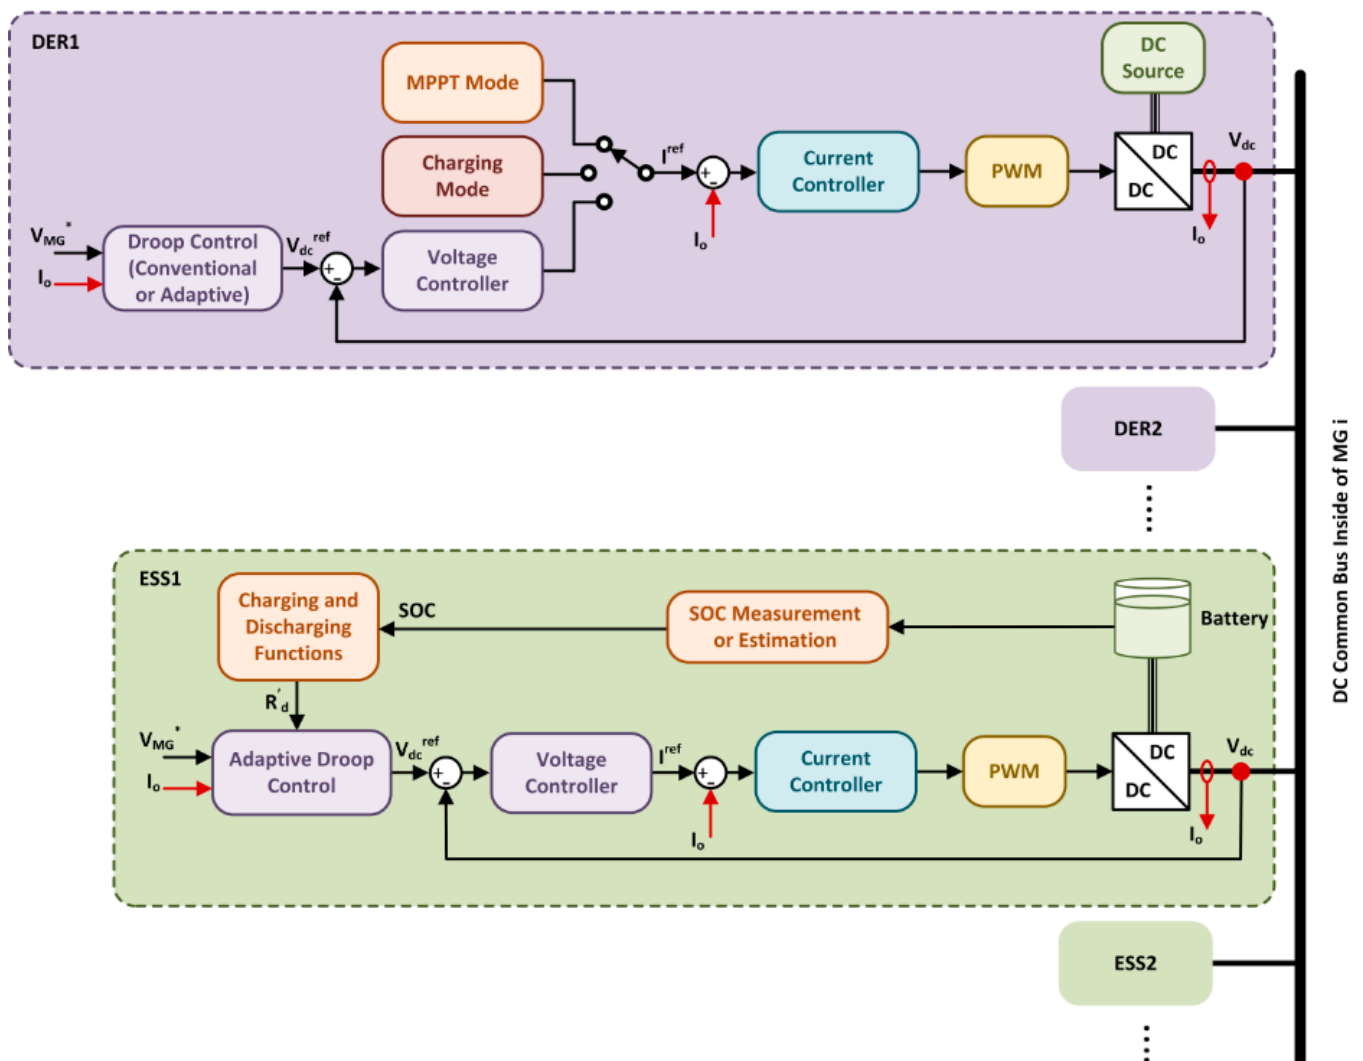 DER1
MPPT Mode
DC
Source
Charging
Mode
I^ref
+
-
I_o
Current
Controller
PWM
DC
DC
V_dc
I_o
V_MG^*
I_o
Droop Control
(Conventional
or Adaptive)
V_dc^ref
+
-
Voltage
Controller
DER2
DC Common Bus Inside of MG i
ESS1
Charging and
Discharging
Functions
SOC
SOC Measurement
or Estimation
Battery
R'_d
V_MG^*
I_o
Adaptive Droop
Control
V_dc^ref
+
-
Voltage
Controller
I^ref
+
-
I_o
Current
Controller
PWM
DC
DC
V_dc
I_o
ESS2